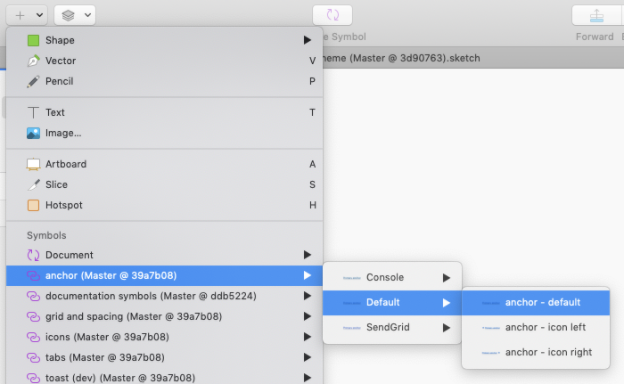 e Symbol
Forward
heme (Master @ 3d90763).sketch
Shape
Vector V
Pencil P
Text T
Image...
Artboard A
Slice S
Hotspot H
Symbols
Document
anchor (Master @ 39a7b08)
documentation symbols (Master @ ddb5224)
grid and spacing (Master @ 39a7b08)
icons (Master @ 39a7b08)
tabs (Master @ 39a7b08)
toast (dev) (Master @ 39a7b08)
Console
Default
SendGrid
anchor - default
anchor - icon left
anchor - icon right